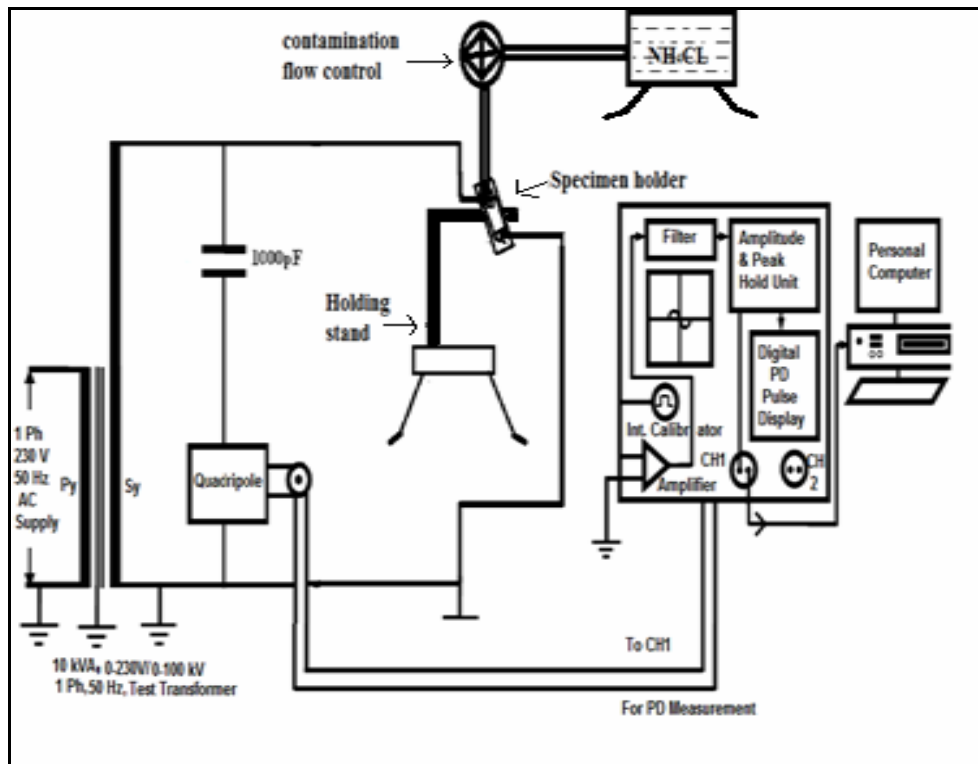 contamination
flow control
NH4CL
Specimen holder
1000pF
Holding
stand
Filter
Amplitude
& Peak
Hold Unit
Personal
Computer
Digital
PD
Pulse
Display
Int. Calibrator
CH1
CH
2
Amplifier
1 Ph
230 V
50 Hz
AC
Supply
Py
Sy
Quadripole
10 kVA, 0-230V/ 0-100 kV
1 Ph, 50 Hz, Test Transformer
To CH1
For PD Measurement